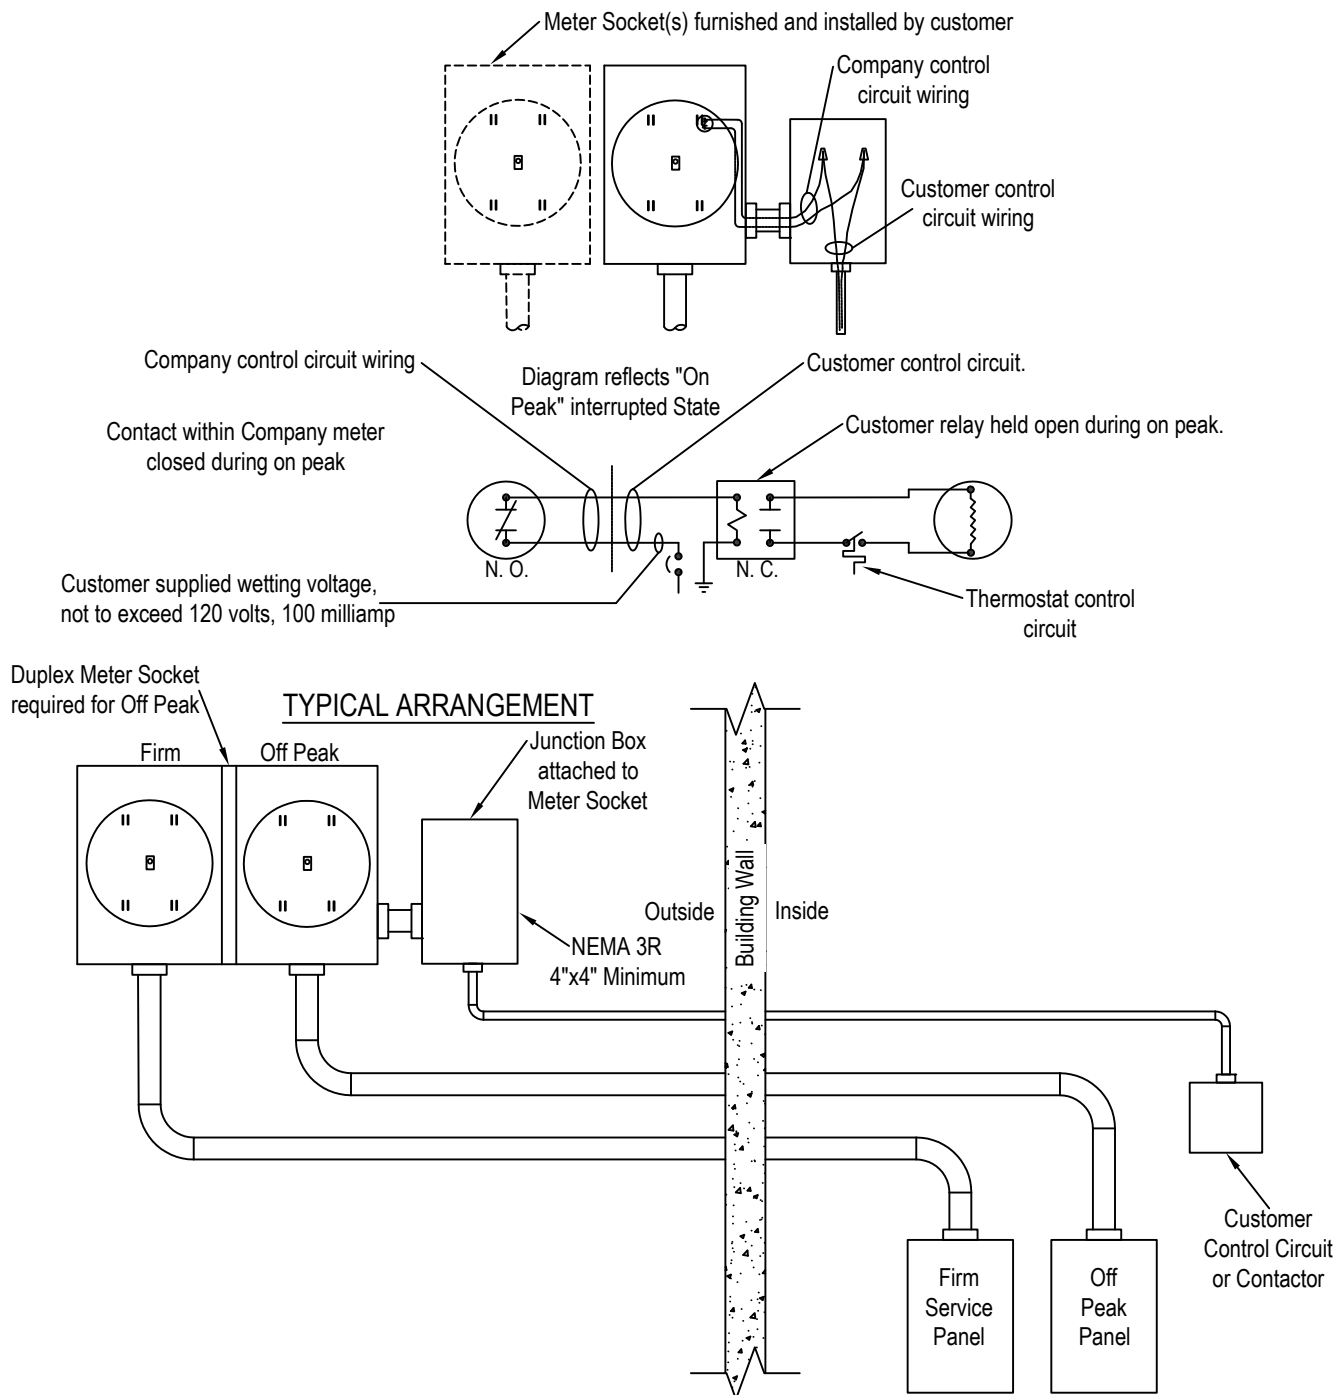 Meter Socket(s) furnished and installed by customer
Company control
circuit wiring
Customer control
circuit wiring
Company control circuit wiring
Diagram reflects "On
Peak" interrupted State
Customer control circuit.
Contact within Company meter
closed during on peak
Customer relay held open during on peak.
N. O.
N. C.
Customer supplied wetting voltage,
not to exceed 120 volts, 100 milliamp
Thermostat control
circuit
Duplex Meter Socket
required for Off Peak
TYPICAL ARRANGEMENT
Firm
Off Peak
Junction Box
attached to
Meter Socket
Outside
Building Wall
Inside
NEMA 3R
4"x4" Minimum
Customer
Control Circuit
or Contactor
Firm
Service
Panel
Off
Peak
Panel